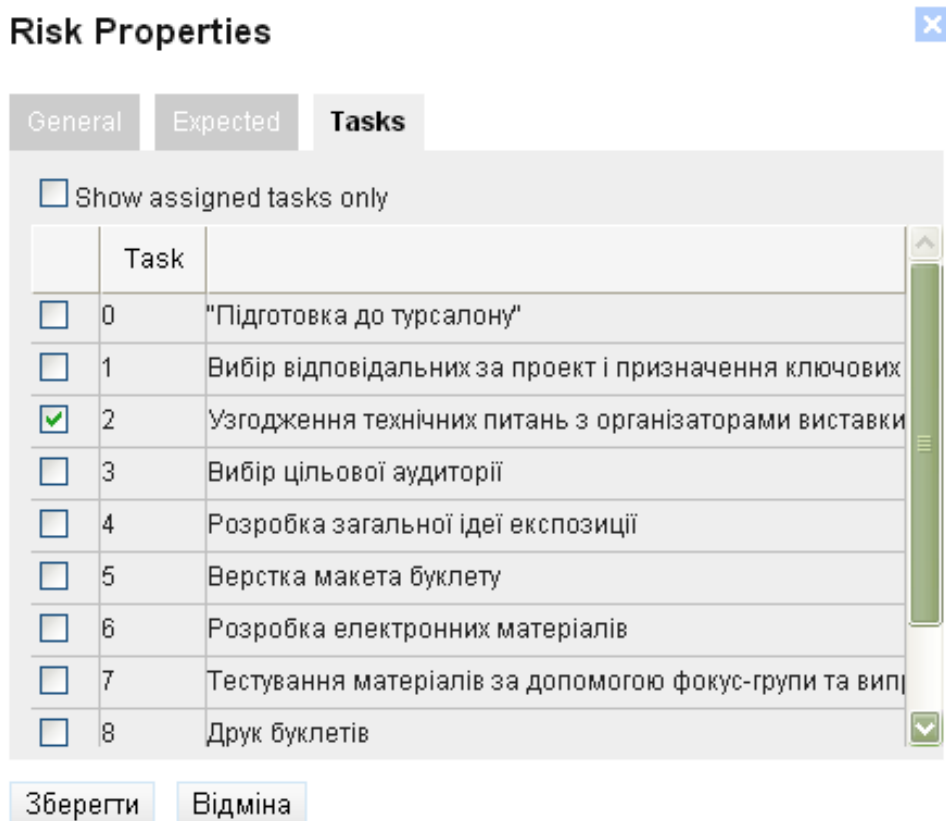 Risk Properties
General Expected Tasks
Show assigned tasks only
Task
0 "Підготовка до турсалону"
1 Вибір відповідальних за проект і призначення ключових
2 Узгодження технічних питань з організаторами виставки
3 Вибір цільової аудиторії
4 Розробка загальної ідеї експозиції
5 Верстка макета буклету
6 Розробка електронних матеріалів
7 Тестування матеріалів за допомогою фокус-групи та випр
8 Друк буклетів
Зберегти Відміна